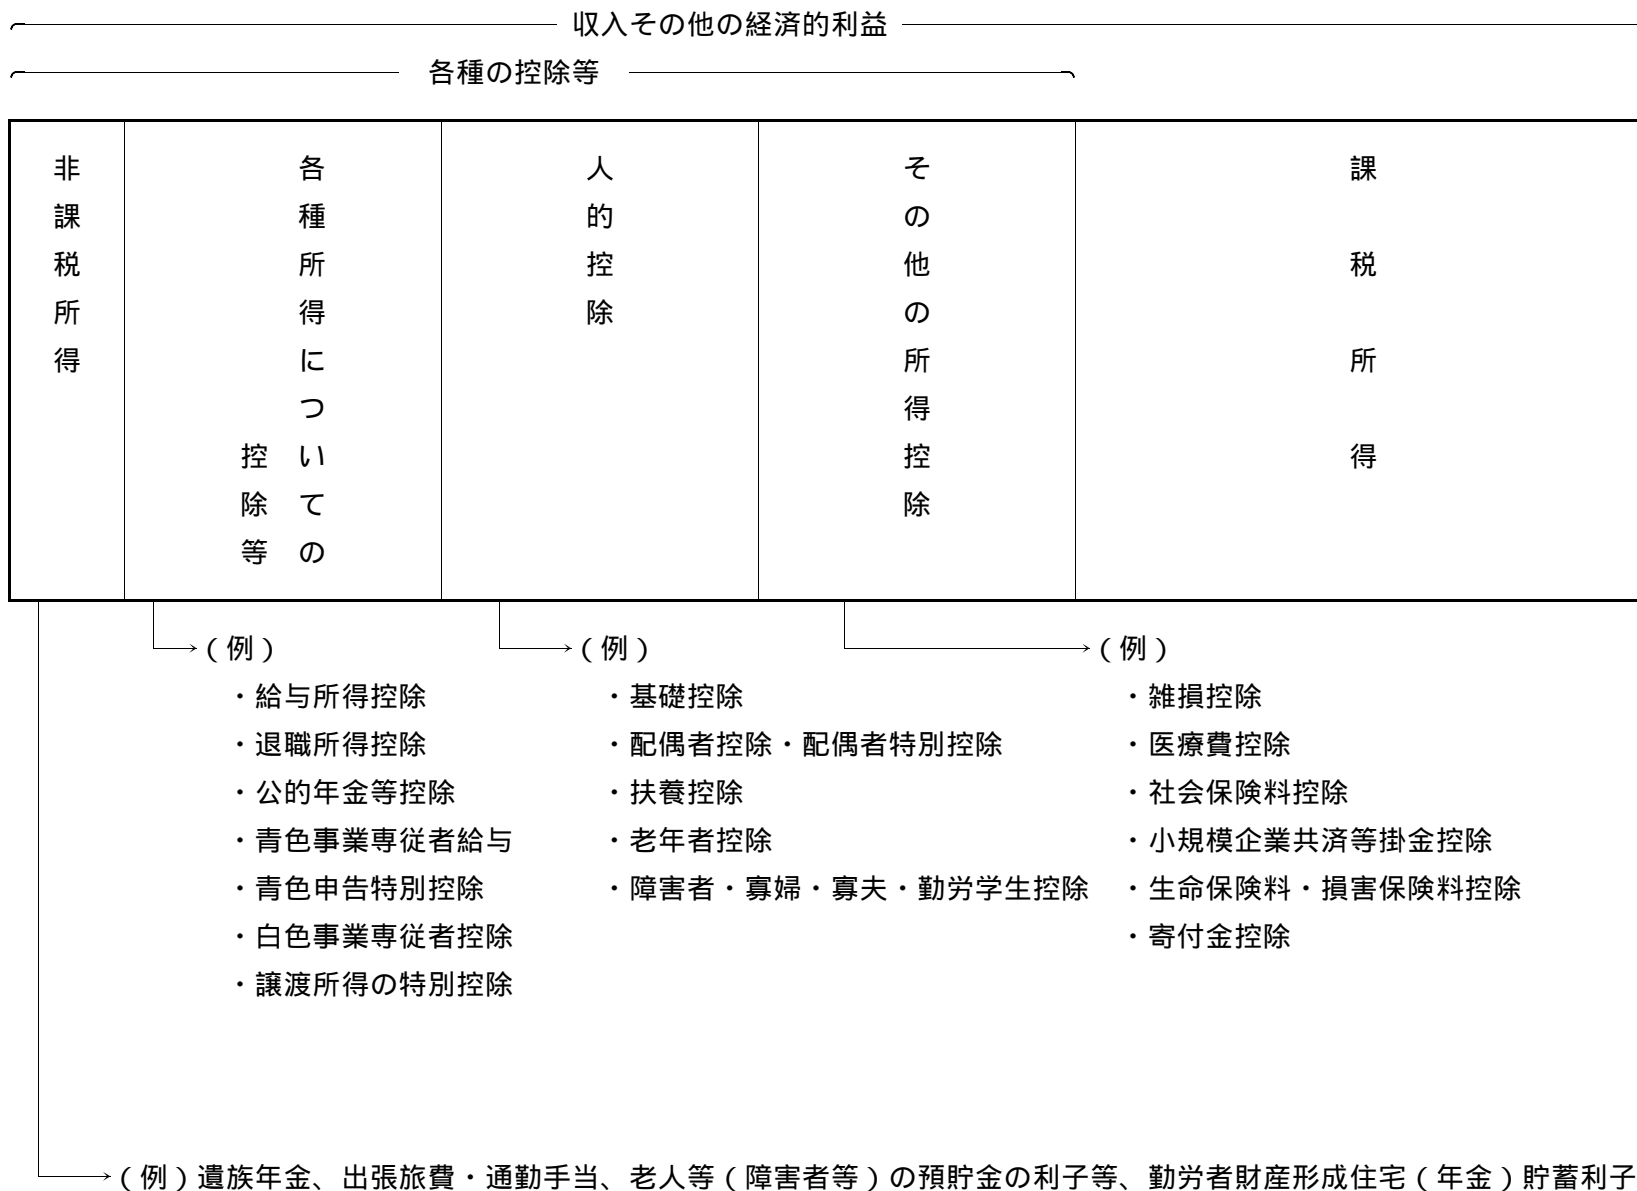 収入その他の経済的利益
各種の控除等
非課税所得
各種所得についての
控除等
人的控除
その他の所得控除
課税所得
(例)
・給与所得控除
・退職所得控除
・公的年金等控除
・青色事業専従者給与
・青色申告特別控除
・白色事業専従者控除
・譲渡所得の特別控除
(例)
・基礎控除
・配偶者控除・配偶者特別控除
・扶養控除
・老年者控除
・障害者・寡婦・寡夫・勤労学生控除
(例)
・雑損控除
・医療費控除
・社会保険料控除
・小規模企業共済等掛金控除
・生命保険料・損害保険料控除
・寄付金控除
(例)遺族年金、出張旅費・通勤手当、老人等(障害者等)の預貯金の利子等、勤労者財産形成住宅(年金)貯蓄利子